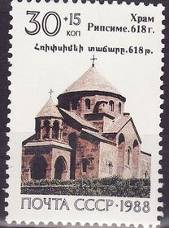 30+15
коп
Храм
Рипсиме.618 г.
Հռիփսիմեի տաճարը.618 թ.
ПОЧТА СССР•1988